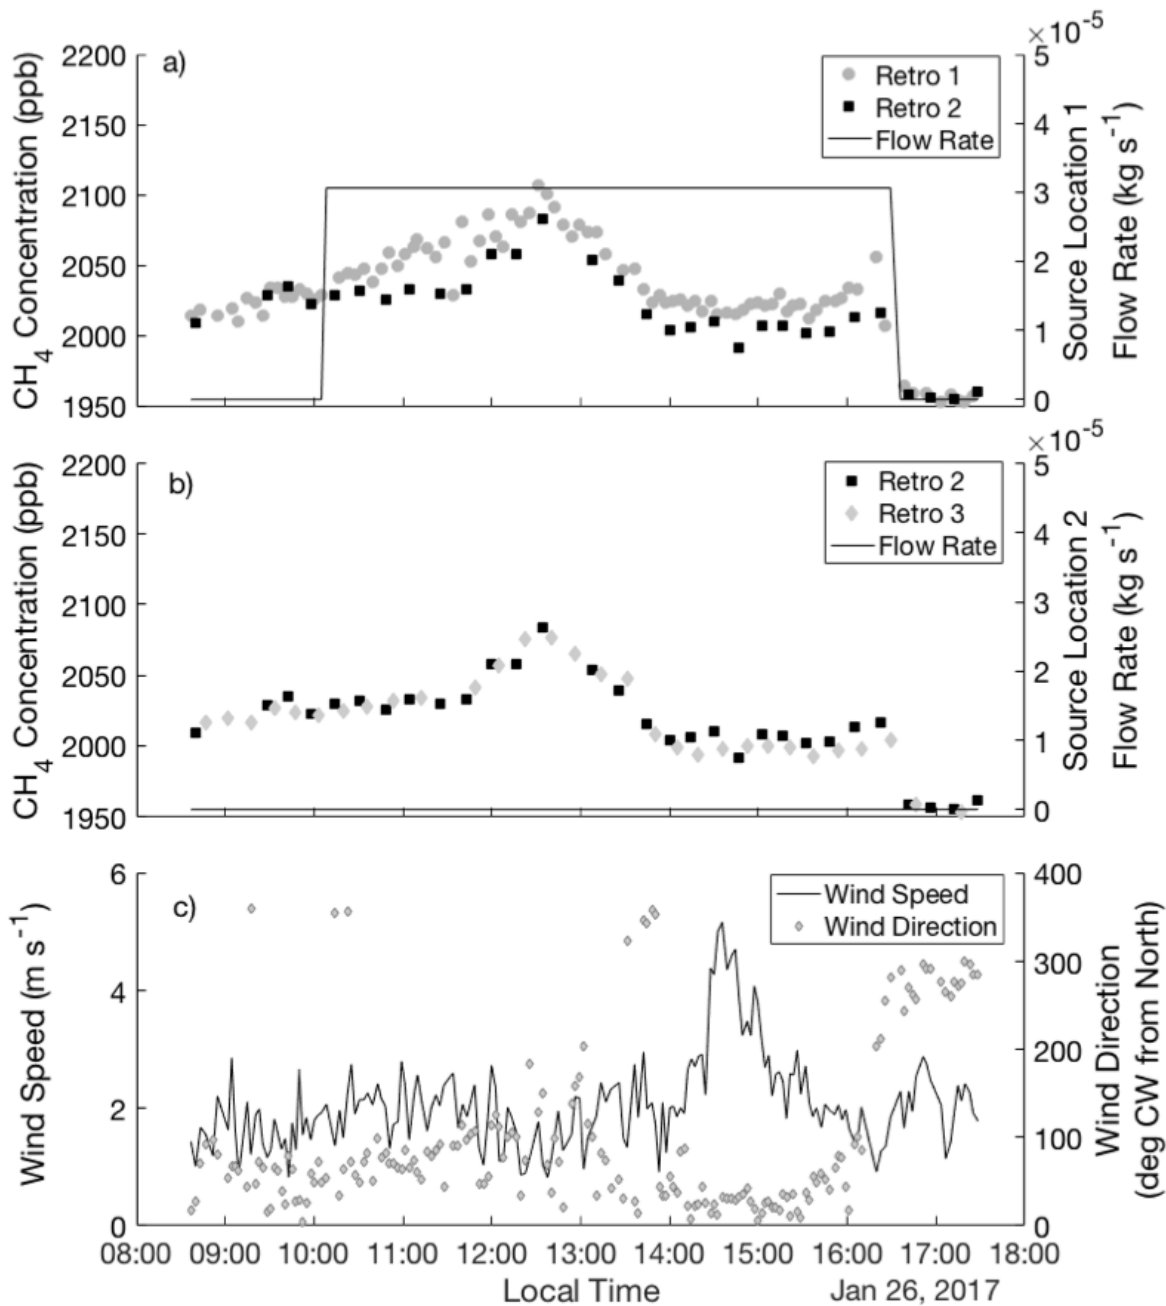 ×10⁻⁵
a)
CH₄ Concentration (ppb)
2200
2150
2100
2050
2000
1950
Retro 1
Retro 2
Flow Rate
5
4
3
2
1
0
Source Location 1
Flow Rate (kg s⁻¹)
×10⁻⁵
b)
CH₄ Concentration (ppb)
2200
2150
2100
2050
2000
1950
Retro 2
Retro 3
Flow Rate
5
4
3
2
1
0
Source Location 2
Flow Rate (kg s⁻¹)
c)
Wind Speed (m s⁻¹)
6
4
2
0
Wind Speed
Wind Direction
400
300
200
100
0
Wind Direction
(deg CW from North)
08:00 09:00 10:00 11:00 12:00 13:00 14:00 15:00 16:00 17:00 18:00
Local Time
Jan 26, 2017